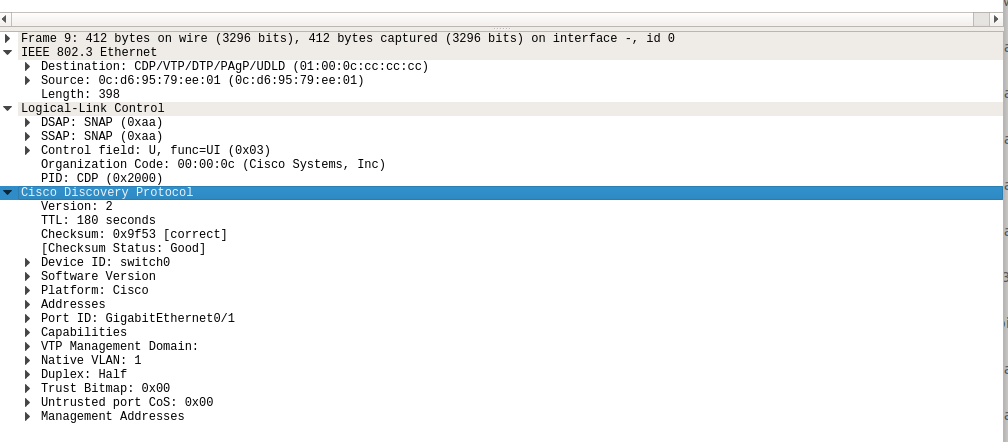 Frame 9: 412 bytes on wire (3296 bits), 412 bytes captured (3296 bits) on interface -, id 0
IEEE 802.3 Ethernet
Destination: CDP/VTP/DTP/PAgP/UDLD (01:00:0c:cc:cc:cc)
Source: 0c:d6:95:79:ee:01 (0c:d6:95:79:ee:01)
Length: 398
Logical-Link Control
DSAP: SNAP (0xaa)
SSAP: SNAP (0xaa)
Control field: U, func=UI (0x03)
Organization Code: 00:00:0c (Cisco Systems, Inc)
PID: CDP (0x2000)
Cisco Discovery Protocol
Version: 2
TTL: 180 seconds
Checksum: 0x9f53 [correct]
[Checksum Status: Good]
Device ID: switch0
Software Version
Platform: Cisco
Addresses
Port ID: GigabitEthernet0/1
Capabilities
VTP Management Domain:
Native VLAN: 1
Duplex: Half
Trust Bitmap: 0x00
Untrusted port CoS: 0x00
Management Addresses